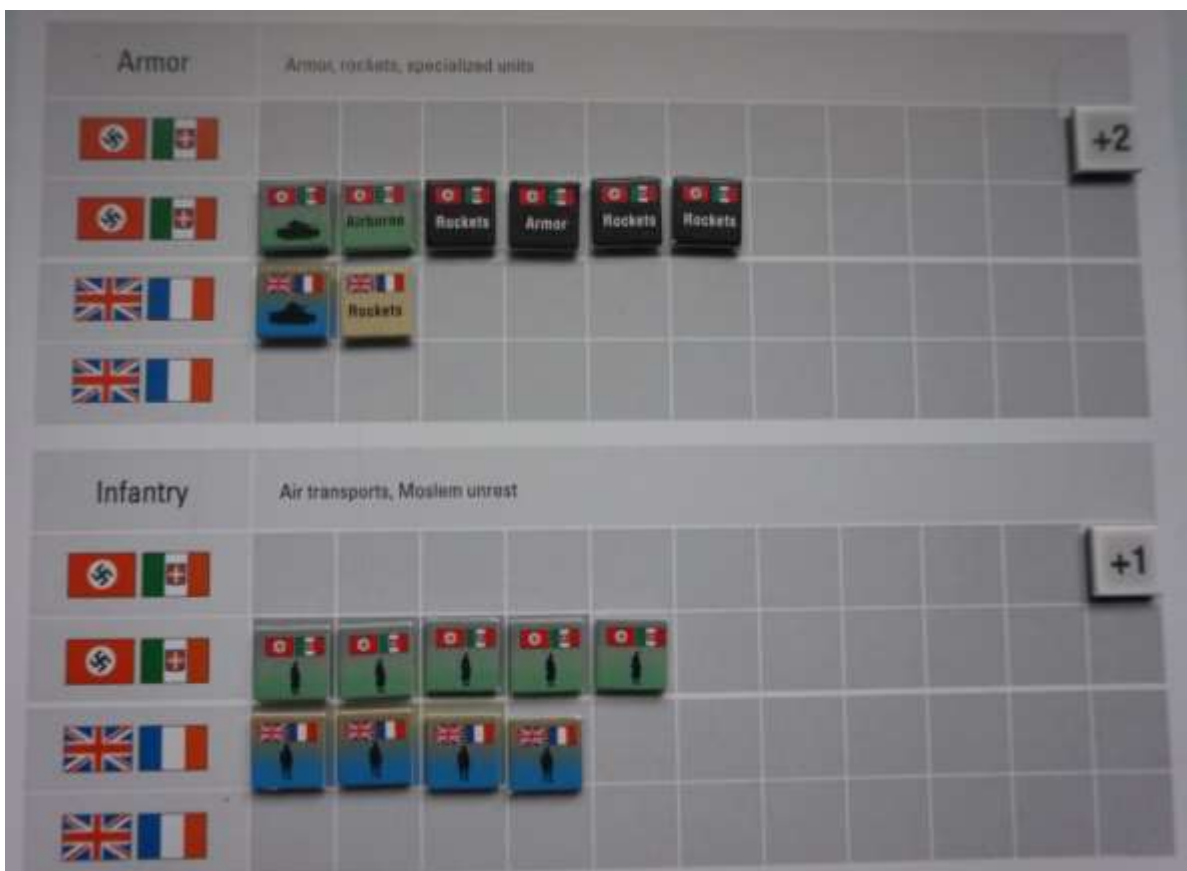 Armor
Armor, rockets, specialized units
+2
Airborne Rockets Armor Rockets Rockets
Rockets
Infantry
Air transports, Moslem unrest
+1